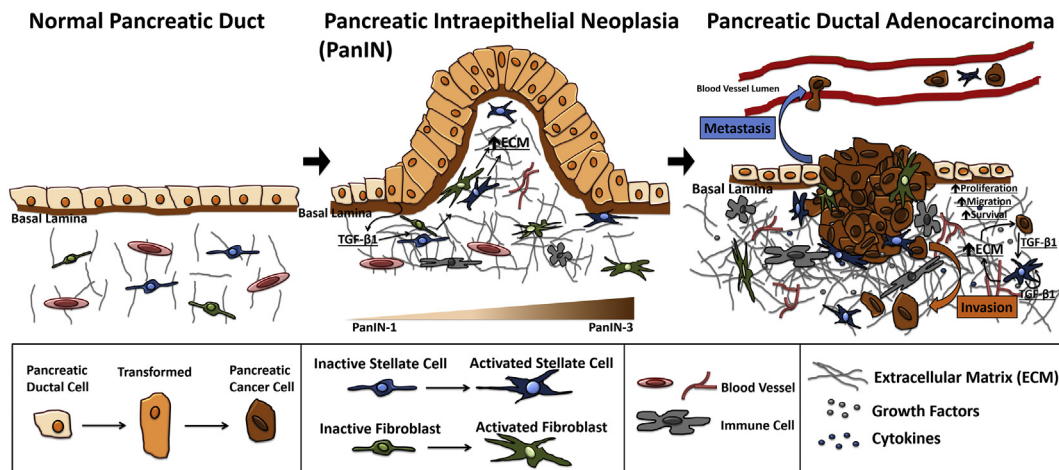 Normal Pancreatic Duct
Pancreatic Intraepithelial Neoplasia
(PanIN)
Pancreatic Ductal Adenocarcinoma
Basal Lamina
ECM
Basal Lamina
TGF-β1
PanIN-1
PanIN-3
Blood Vessel Lumen
Metastasis
Basal Lamina
Proliferation
Migration
Survival
ECM
TGF-β1
TGF-β1
Invasion
Pancreatic
Ductal Cell
Transformed
Pancreatic
Cancer Cell
Inactive Stellate Cell
Activated Stellate Cell
Inactive Fibroblast
Activated Fibroblast
Blood Vessel
Immune Cell
Extracellular Matrix (ECM)
Growth Factors
Cytokines